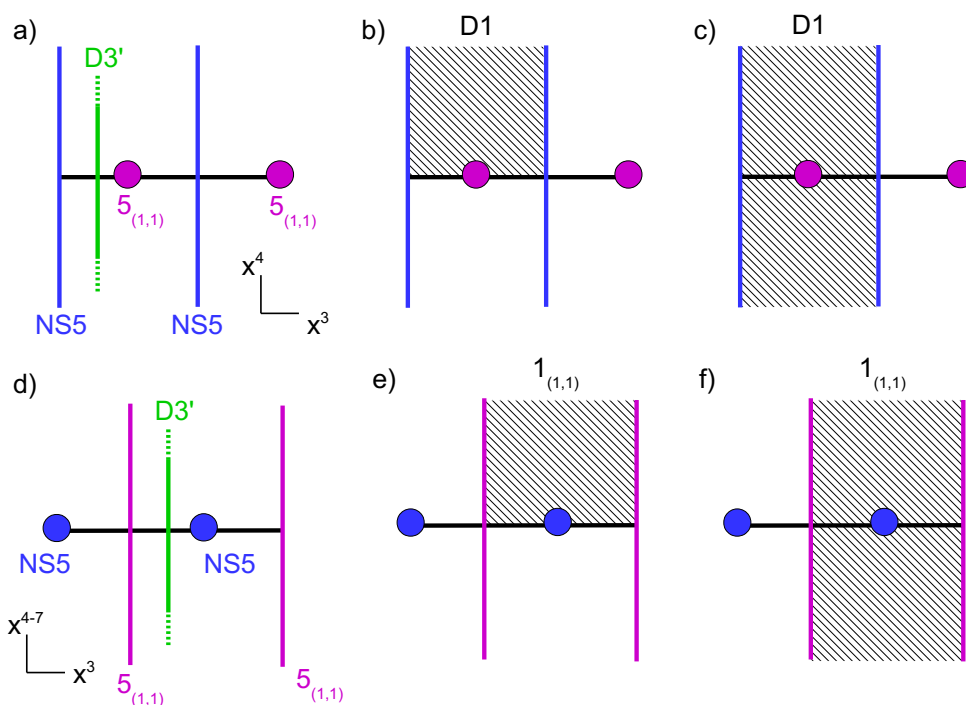 a)
D3'
5(1,1)
5(1,1)
NS5
NS5
x⁴
x³
b)
D1
c)
D1
d)
D3'
NS5
NS5
x⁴⁻⁷
x³
5(1,1)
5(1,1)
e)
1(1,1)
f)
1(1,1)